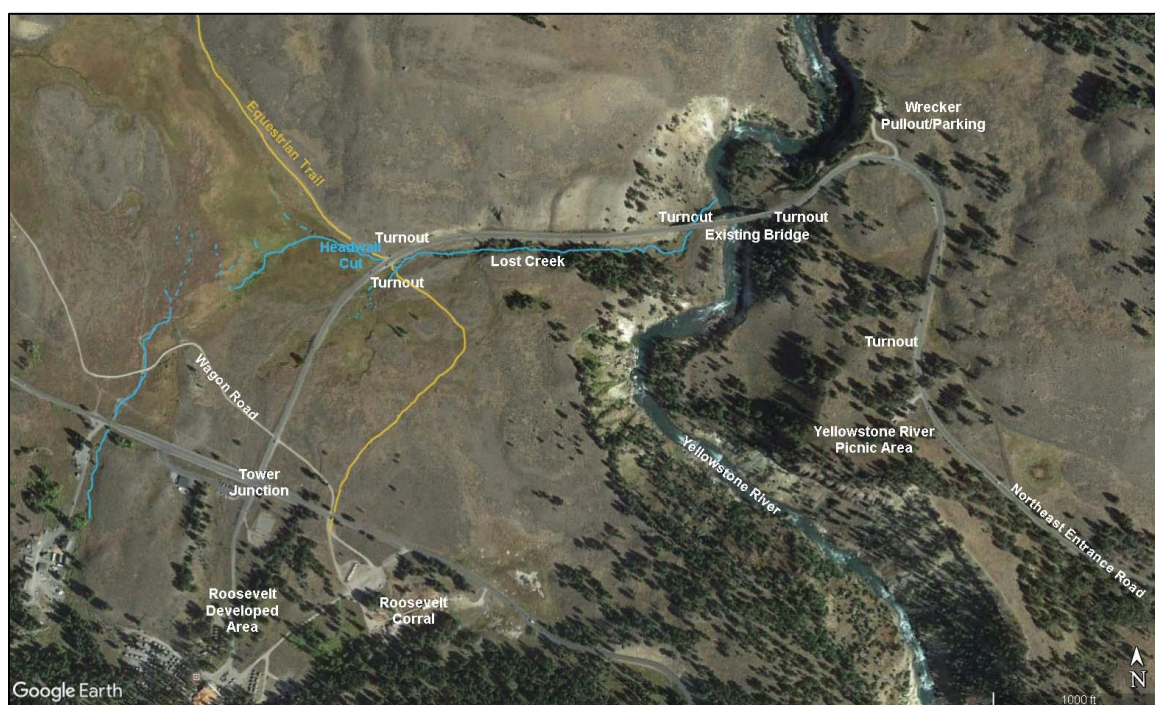 Wrecker
Pullout/Parking
Equestrian Trail
Turnout
Turnout
Turnout
Existing Bridge
Headwall
Cut
Lost Creek
Turnout
Turnout
Wagon Road
Yellowstone River
Picnic Area
Yellowstone River
Tower
Junction
Northeast Entrance Road
Roosevelt
Developed
Area
Roosevelt
Corral
N
Google Earth
1000 ft